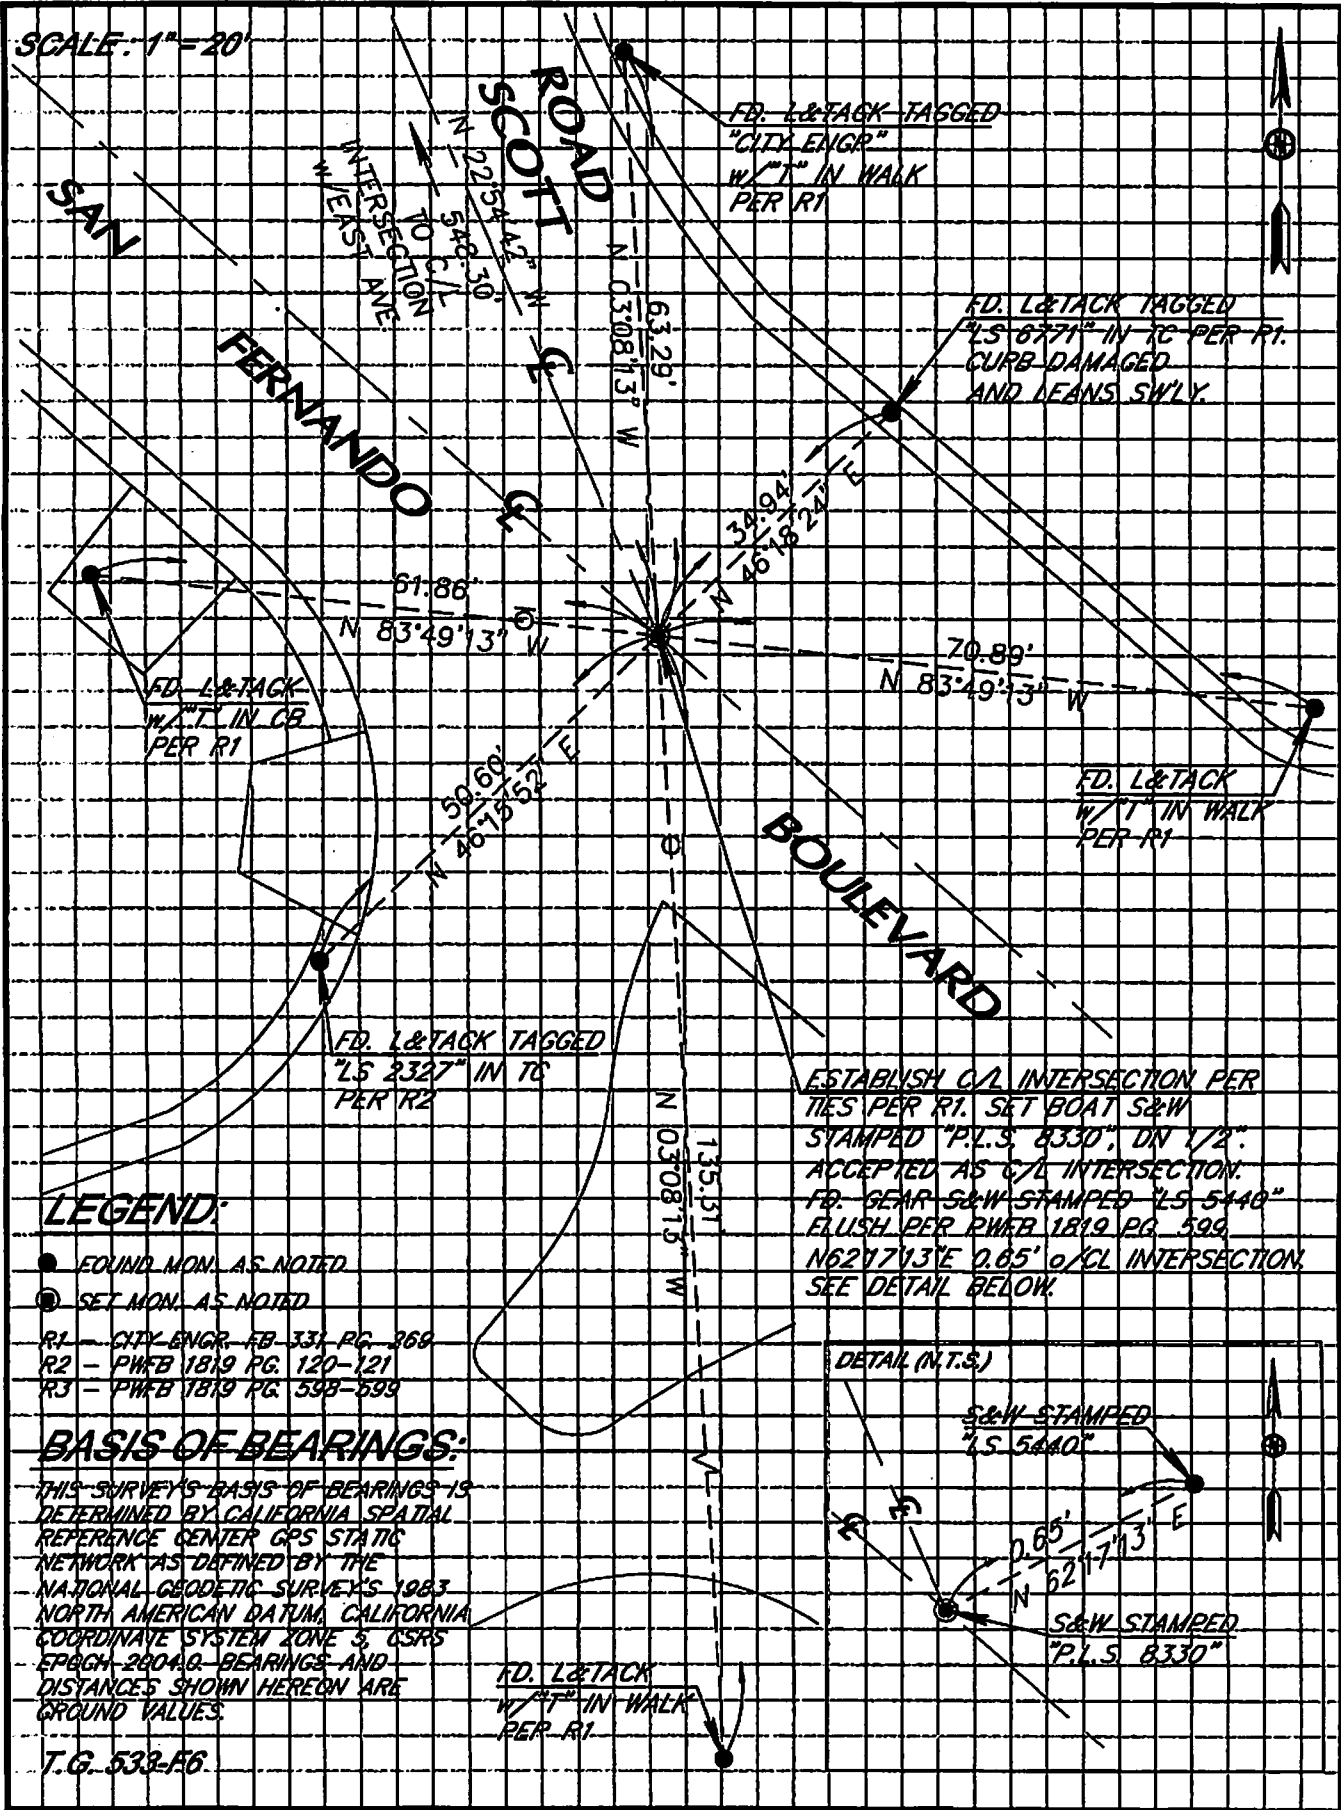 SCALE: 1"=20'
ROAD
SCOTT
SAN
FERNANDO
BOULEVARD
N 22°54'42" W
548.30'
TO C/L
INTERSECTION
w/EAST AVE
FD. L&TACK TAGGED
"CITY ENGR"
w/"T" IN WALK
PER R1
63.29'
N 03°08'13" W
FD. L&TACK TAGGED
"LS 6771" IN TC PER R1.
CURB DAMAGED
AND LEANS SW'LY.
34.94'
N 46°18'24" E
61.86'
N 83°49'13" W
70.89'
N 83°49'13" W
FD. L&TACK
w/"T" IN CB
PER R1
FD. L&TACK
w/"T" IN WALK
PER R1
50.60'
N 46°15'52" E
FD. L&TACK TAGGED
"LS 2327" IN TC
PER R2
135.51'
N 03°08'13" W
ESTABLISH C/L INTERSECTION PER
TIES PER R1. SET BOAT S&W
STAMPED "P.L.S. 8330", DN 1/2".
ACCEPTED AS C/L INTERSECTION.
FD. GEAR S&W STAMPED "LS 5440"
FLUSH PER PWFB 1819 PG. 599
N62°17'13"E 0.65' o/CL INTERSECTION.
SEE DETAIL BELOW.
LEGEND:
FOUND MON. AS NOTED
SET MON. AS NOTED
R1 - CITY ENGR. FB 331 PG. 369
R2 - PWFB 1819 PG. 120-121
R3 - PWFB 1819 PG. 598-599
BASIS OF BEARINGS:
THIS SURVEY'S BASIS OF BEARINGS IS
DETERMINED BY CALIFORNIA SPATIAL
REFERENCE CENTER GPS STATIC
NETWORK AS DEFINED BY THE
NATIONAL GEODETIC SURVEY'S 1983
NORTH AMERICAN DATUM, CALIFORNIA
COORDINATE SYSTEM ZONE 5, CSRS
EPOCH 2004.0. BEARINGS AND
DISTANCES SHOWN HEREON ARE
GROUND VALUES.
T.G. 533-F6
FD. L&TACK
w/"T" IN WALK
PER R1
DETAIL (N.T.S.)
S&W STAMPED
"LS 5440"
0.65'
N 62°17'13" E
S&W STAMPED
"P.L.S. 8330"